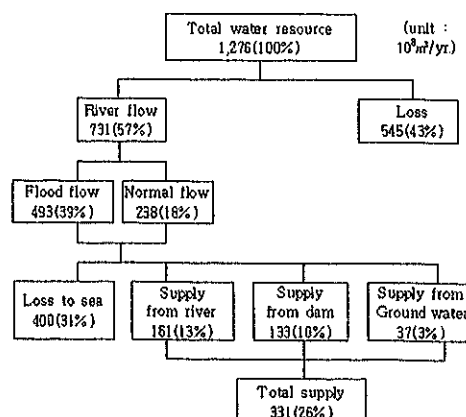 Total water resource
1,276(100%)
(unit :
10⁸m³/yr.)
River flow
731(57%)
Loss
545(43%)
Flood flow
493(39%)
Normal flow
238(18%)
Loss to sea
400(31%)
Supply
from river
161(13%)
Supply
from dam
133(10%)
Supply from
Ground water
37(3%)
Total supply
331(26%)